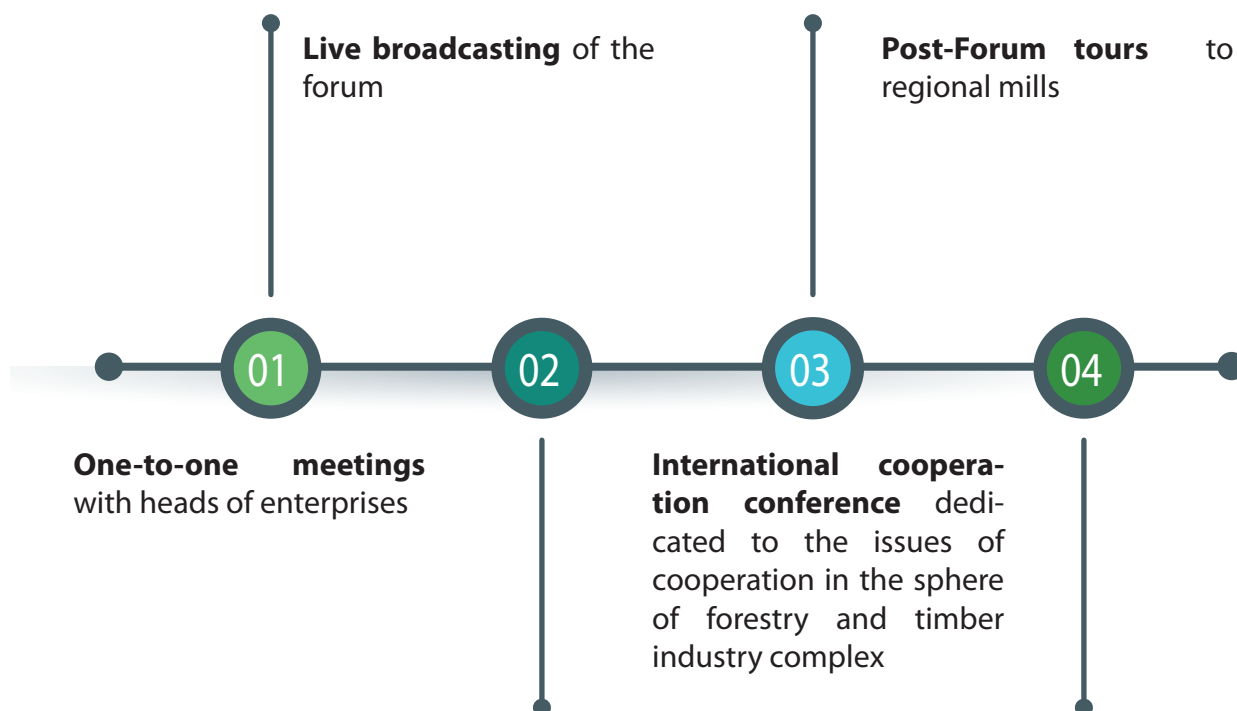 Live broadcasting of the
forum
Post-Forum tours to
regional mills
01
02
03
04
One-to-one meetings
with heads of enterprises
International coopera-
tion conference dedi-
cated to the issues of
cooperation in the sphere
of forestry and timber
industry complex